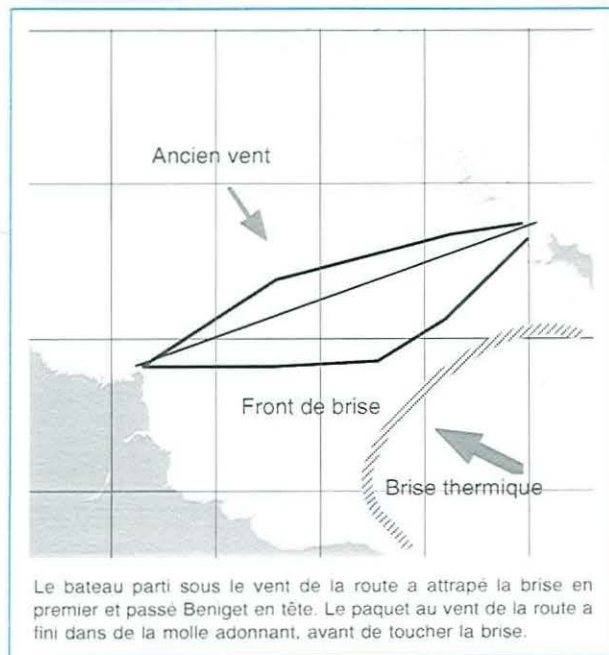 Ancien vent
Front de brise
Brise thermique
Le bateau parti sous le vent de la route a attrapé la brise en
premier et passé Beniget en tête. Le paquet au vent de la route a
fini dans de la molle adonnant, avant de toucher la brise.